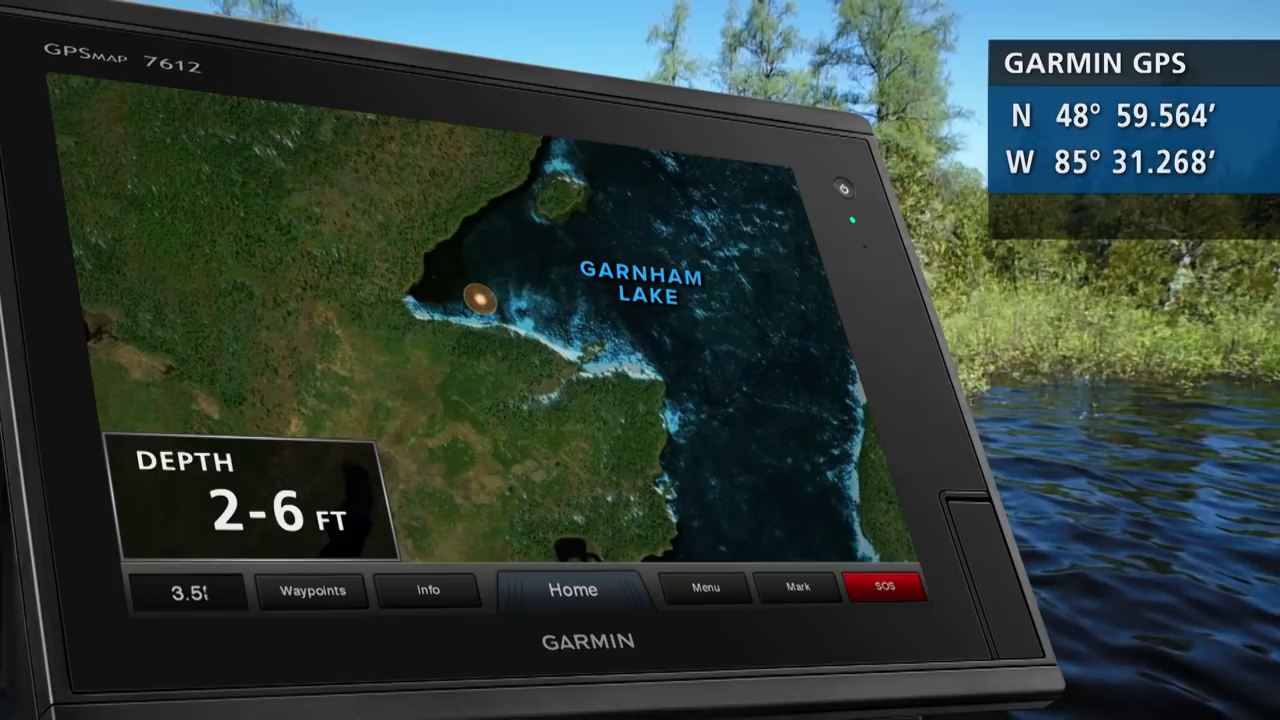 GPSMAP 7612
GARMIN GPS
N 48° 59.564’
W 85° 31.268’
GARNHAM
LAKE
DEPTH
2-6 FT
Waypoints
Info
Home
Menu
Mark
SOS
GARMIN